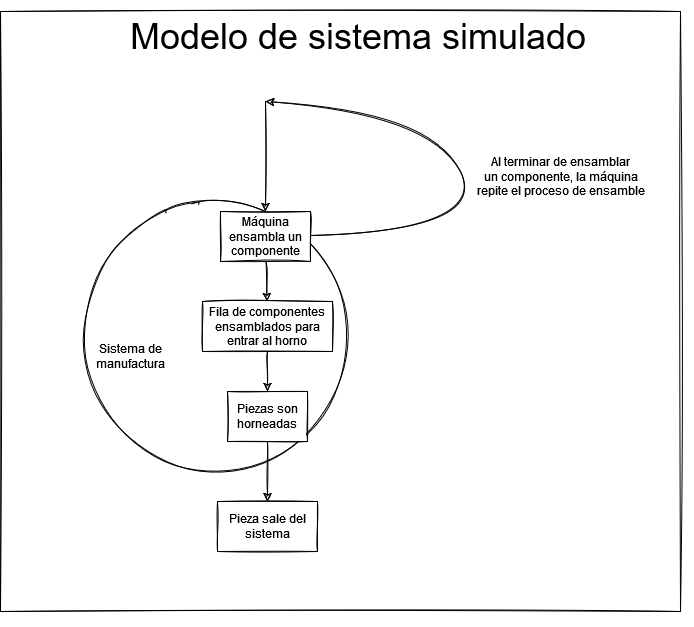 Modelo de sistema simulado
Al terminar de ensamblar
un componente, la máquina
repite el proceso de ensamble
Máquina
ensambla un
componente
Fila de componentes
ensamblados para
entrar al horno
Sistema de
manufactura
Piezas son
horneadas
Pieza sale del
sistema